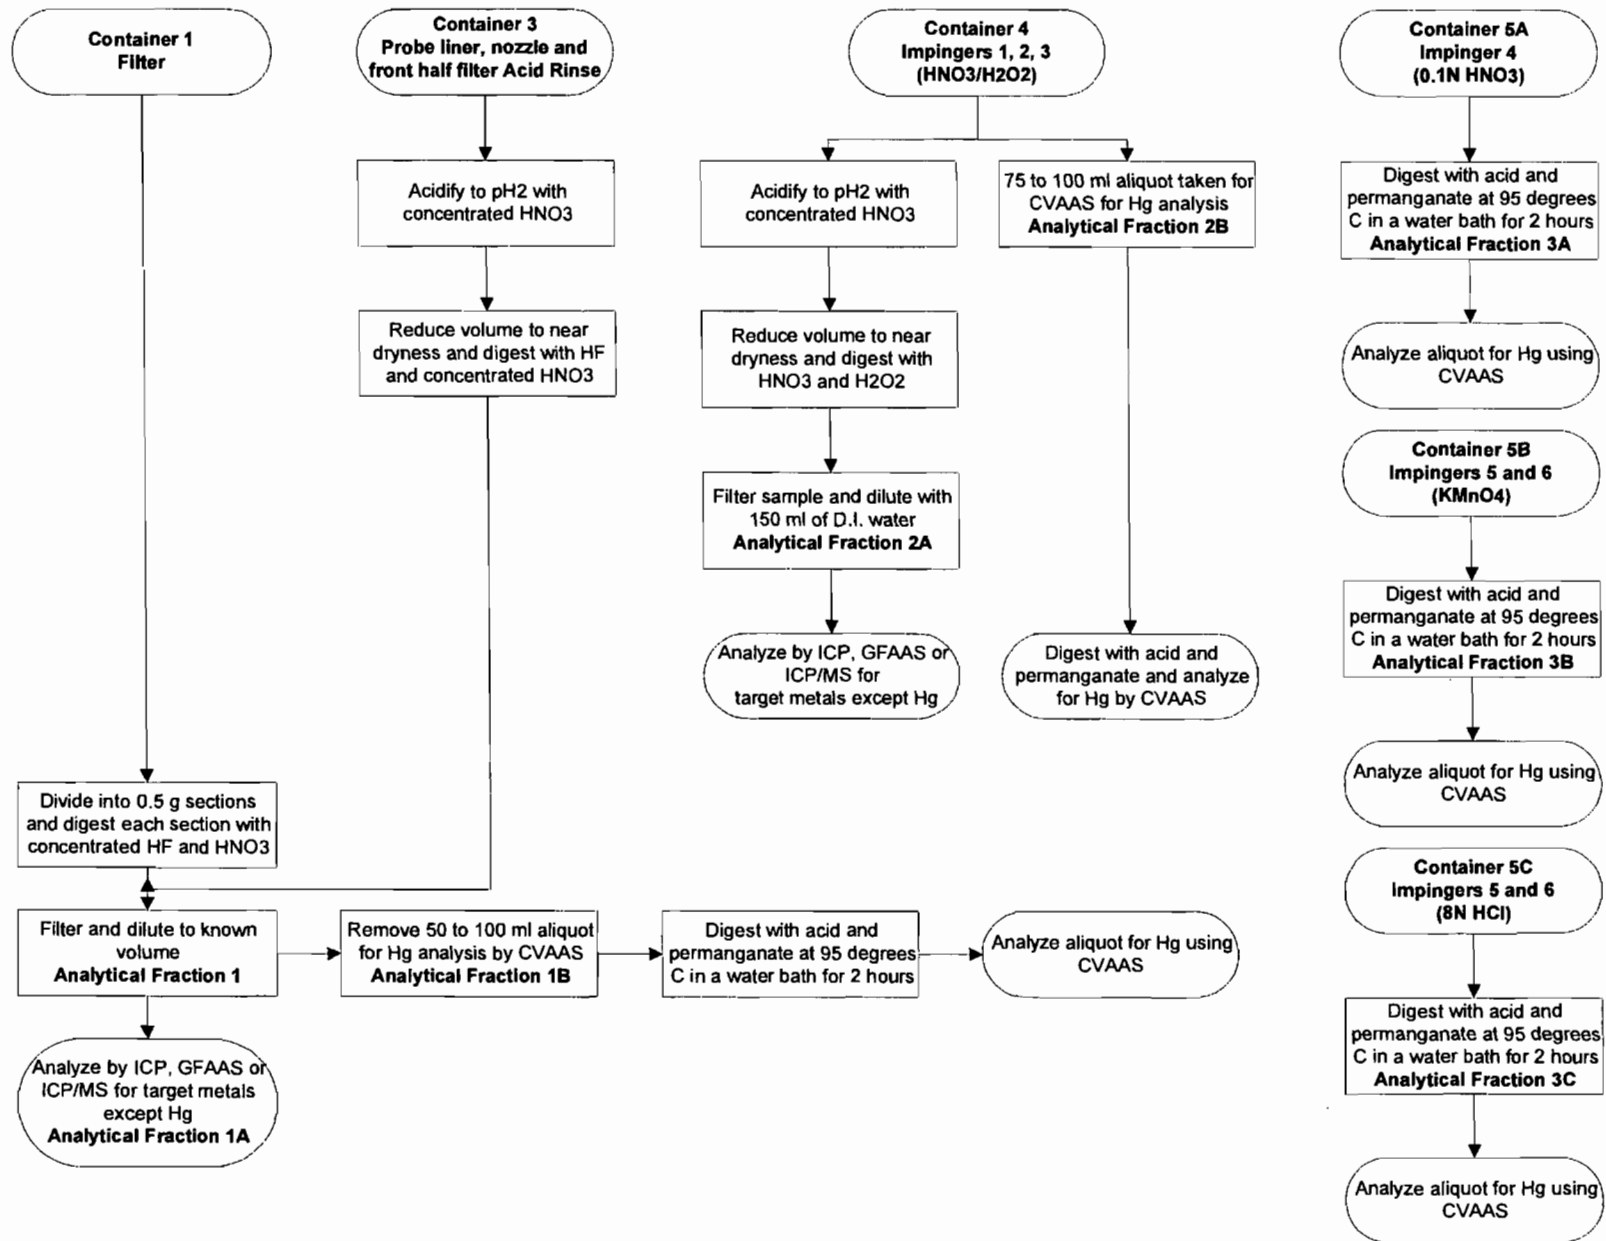 Container 1
Filter
Container 3
Probe liner, nozzle and
front half filter Acid Rinse
Container 4
Impingers 1, 2, 3
(HNO3/H2O2)
Container 5A
Impinger 4
(0.1N HNO3)
Acidify to pH2 with
concentrated HNO3
Acidify to pH2 with
concentrated HNO3
75 to 100 ml aliquot taken for
CVAAS for Hg analysis
Analytical Fraction 2B
Digest with acid and
permanganate at 95 degrees
C in a water bath for 2 hours
Analytical Fraction 3A
Reduce volume to near
dryness and digest with HF
and concentrated HNO3
Reduce volume to near
dryness and digest with
HNO3 and H2O2
Analyze aliquot for Hg using
CVAAS
Container 5B
Impingers 5 and 6
(KMnO4)
Filter sample and dilute with
150 ml of D.I. water
Analytical Fraction 2A
Digest with acid and
permanganate at 95 degrees
C in a water bath for 2 hours
Analytical Fraction 3B
Analyze by ICP, GFAAS or
ICP/MS for
target metals except Hg
Digest with acid and
permanganate and analyze
for Hg by CVAAS
Analyze aliquot for Hg using
CVAAS
Divide into 0.5 g sections
and digest each section with
concentrated HF and HNO3
Container 5C
Impingers 5 and 6
(8N HCl)
Filter and dilute to known
volume
Analytical Fraction 1
Remove 50 to 100 ml aliquot
for Hg analysis by CVAAS
Analytical Fraction 1B
Digest with acid and
permanganate at 95 degrees
C in a water bath for 2 hours
Analyze aliquot for Hg using
CVAAS
Digest with acid and
permanganate at 95 degrees
C in a water bath for 2 hours
Analytical Fraction 3C
Analyze by ICP, GFAAS or
ICP/MS for target metals
except Hg
Analytical Fraction 1A
Analyze aliquot for Hg using
CVAAS